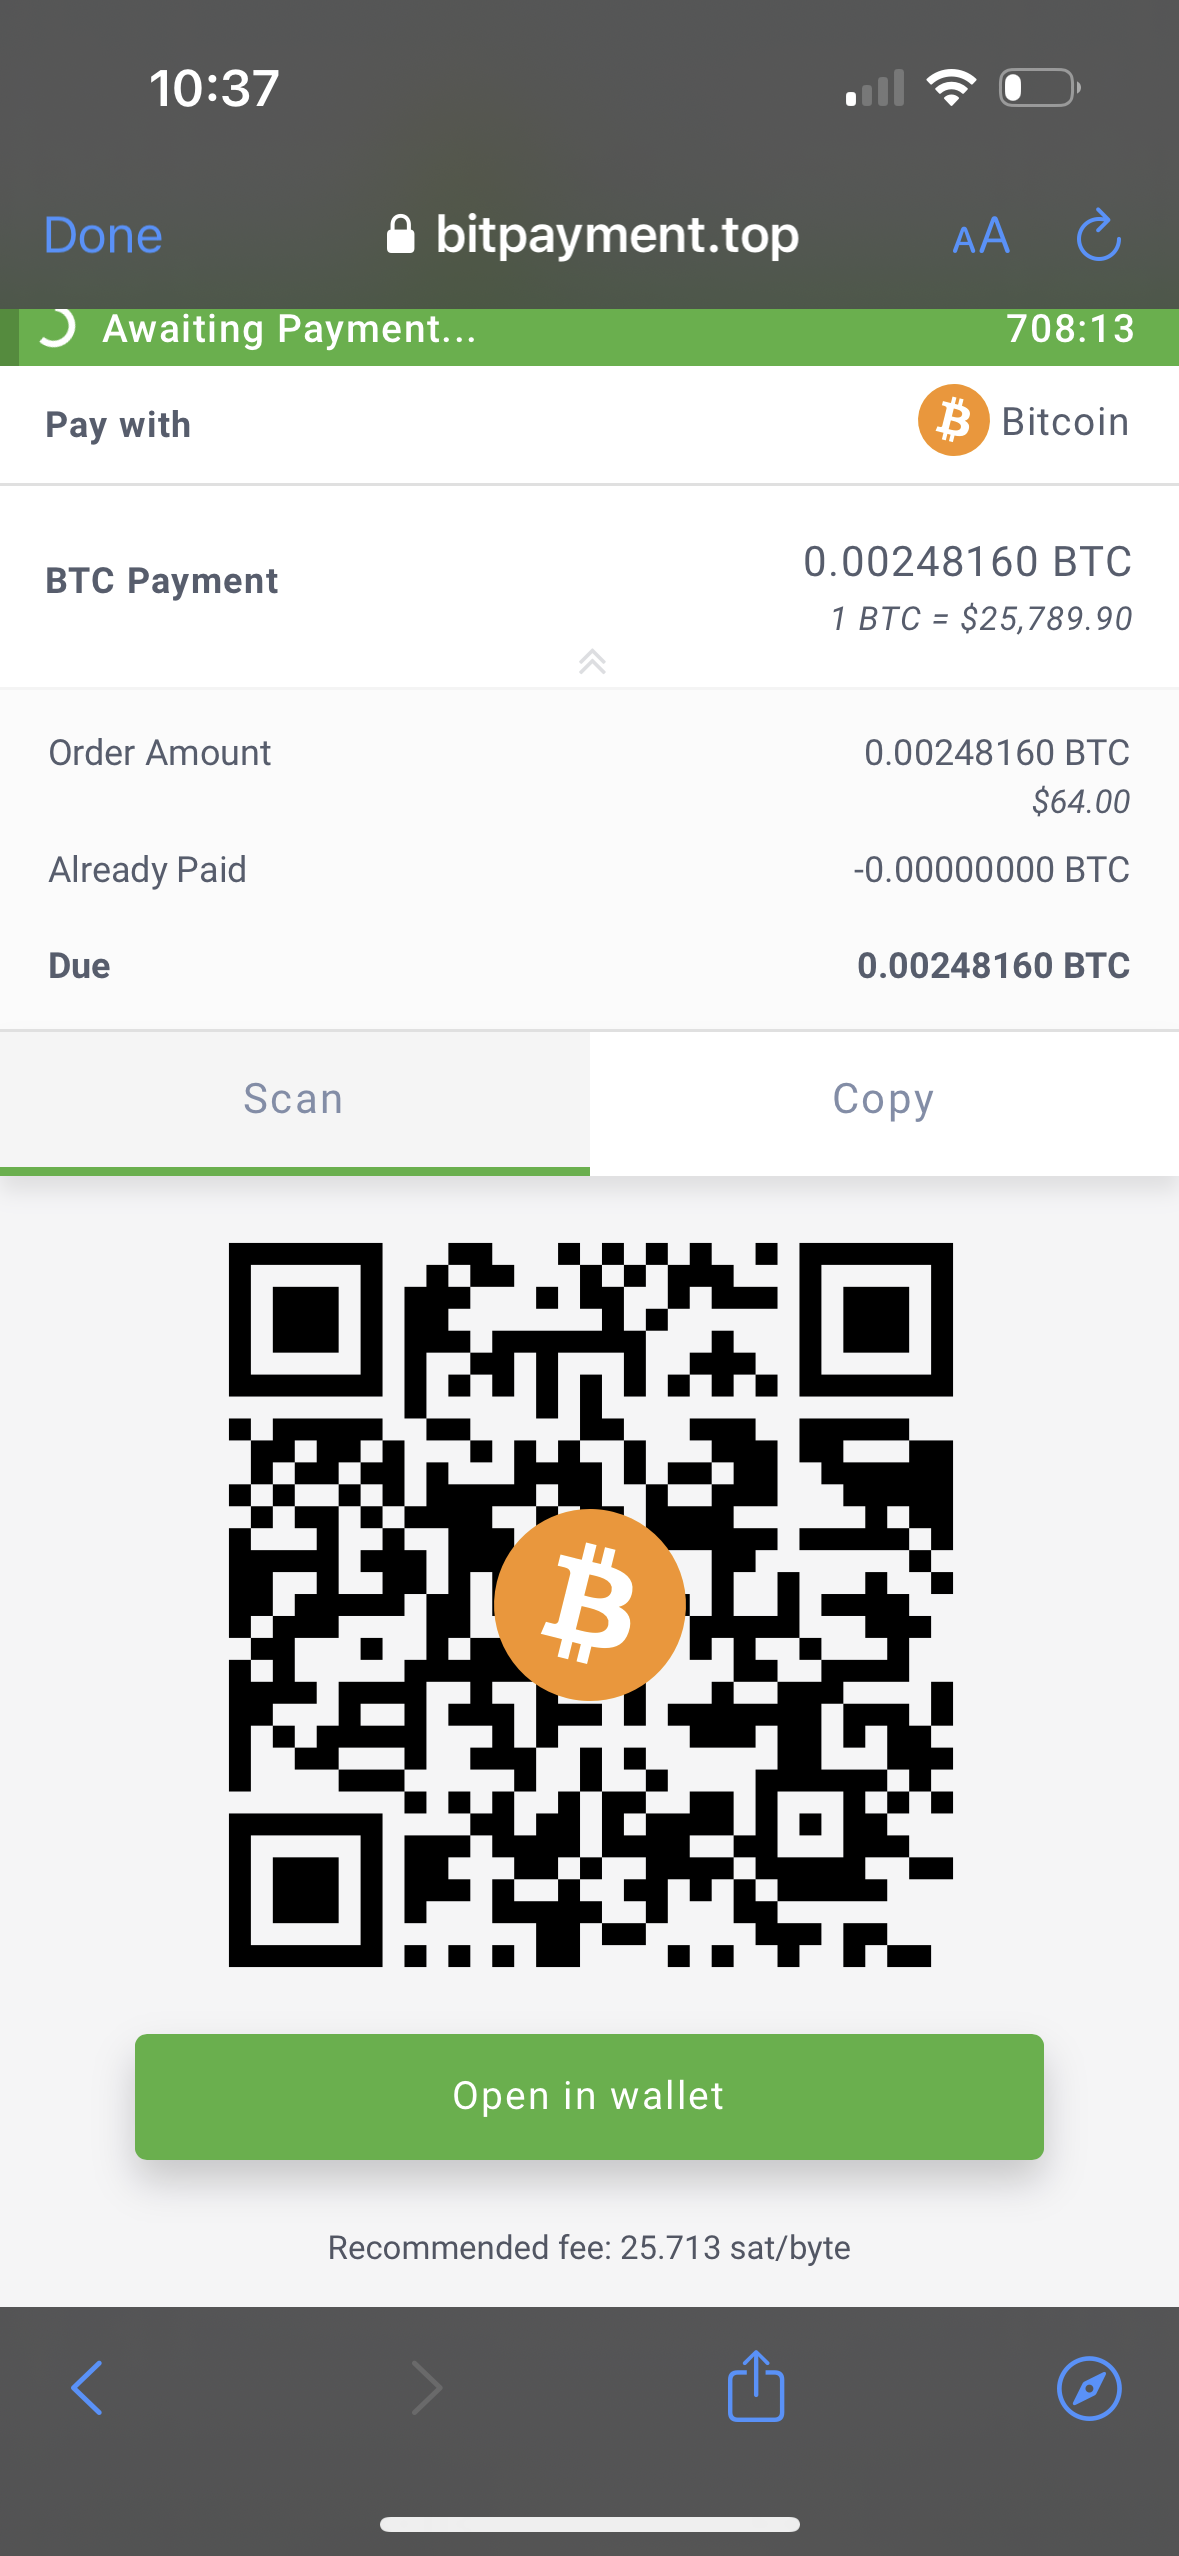 10:37
Done
bitpayment.top
AA
Awaiting Payment...
708:13
Pay with
Bitcoin
BTC Payment
0.00248160 BTC
1 BTC = $25,789.90
Order Amount
0.00248160 BTC
$64.00
Already Paid
-0.00000000 BTC
Due
0.00248160 BTC
Scan
Copy
Open in wallet
Recommended fee: 25.713 sat/byte